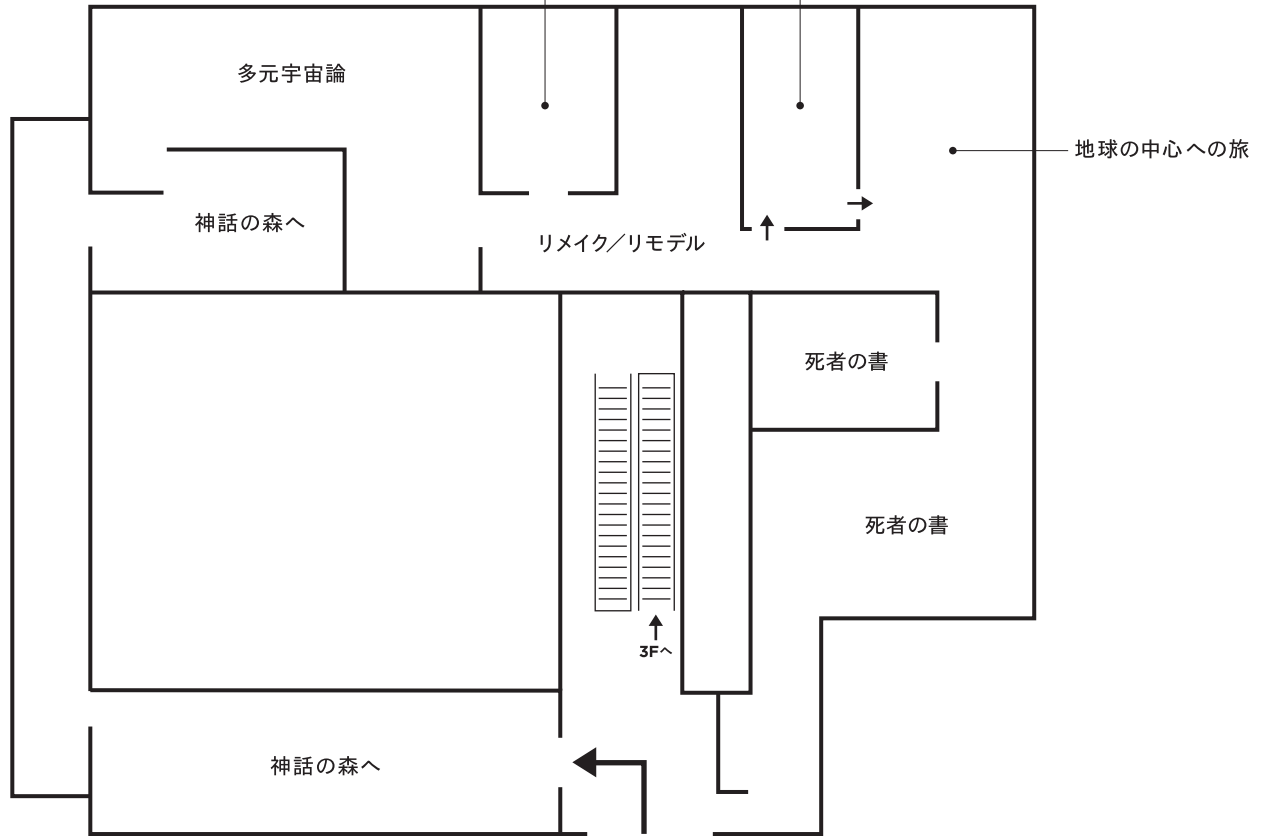 多元宇宙論
地球の中心への旅
神話の森へ
リメイク／リモデル
死者の書
死者の書
3Fへ
神話の森へ